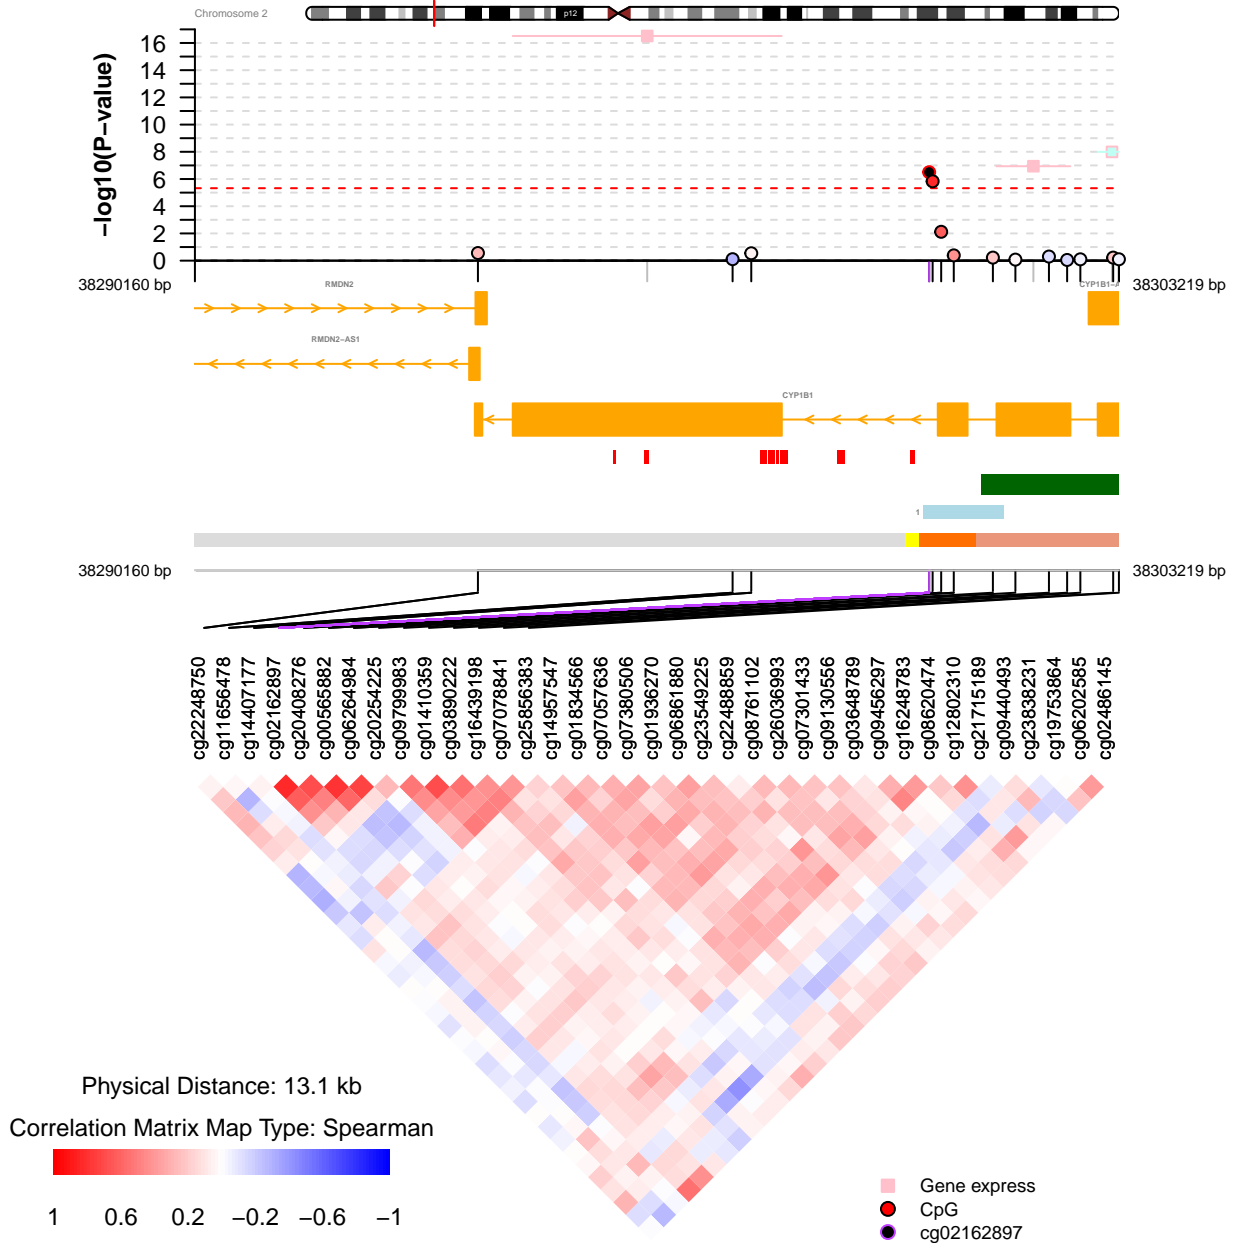 Chromosome 2
p12
16
14
12
10
8
6
4
2
0
−log10(P−value)
38290160 bp
38303219 bp
RMDN2
CYP1B1-A
RMDN2−AS1
CYP1B1
1
38290160 bp
38303219 bp
cg22248750
cg11656478
cg14407177
cg02162897
cg20408276
cg00565882
cg06264984
cg20254225
cg09799983
cg01410359
cg03890222
cg16439198
cg07078841
cg25856383
cg14957547
cg01834566
cg07057636
cg07380506
cg01936270
cg06861880
cg23549225
cg22488859
cg08761102
cg26036993
cg07301433
cg09130556
cg03648789
cg09456297
cg16248783
cg08620474
cg12802310
cg21715189
cg09440493
cg23838231
cg19753864
cg06202585
cg02486145
Physical Distance: 13.1 kb
Correlation Matrix Map Type: Spearman
1 0.6 0.2 −0.2 −0.6 −1
Gene express
CpG
cg02162897